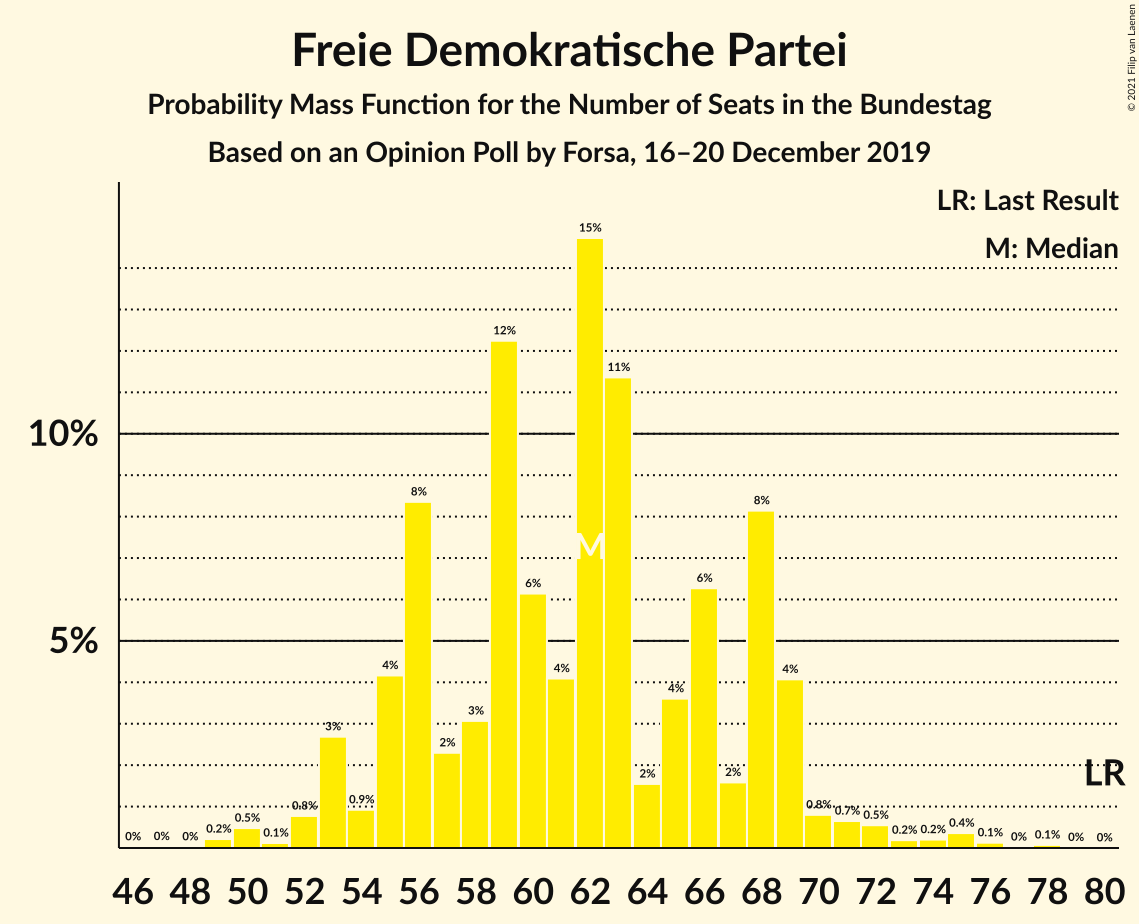 Freie Demokratische Partei
Probability Mass Function for the Number of Seats in the Bundestag
Based on an Opinion Poll by Forsa, 16–20 December 2019
© 2021 Filip van Laenen
LR: Last Result
M: Median
10%
5%
0% 0% 0% 0.2% 0.5% 0.1% 0.8% 3% 0.9% 4% 8% 2% 3% 12% 6% 4% 15% 11% 2% 4% 6% 2% 8% 4% 0.8% 0.7% 0.5% 0.2% 0.2% 0.4% 0.1% 0% 0.1% 0% 0%
M
LR
46 48 50 52 54 56 58 60 62 64 66 68 70 72 74 76 78 80